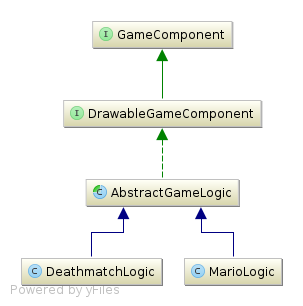 I GameComponent
I DrawableGameComponent
C AbstractGameLogic
C DeathmatchLogic
C MarioLogic
Powered by yFiles